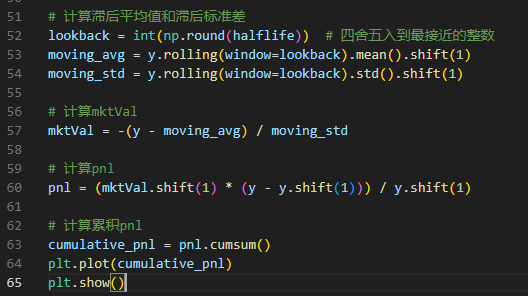 51 # 计算滞后平均值和滞后标准差
52 lookback = int(np.round(halflife))  # 四舍五入到最接近的整数
53 moving_avg = y.rolling(window=lookback).mean().shift(1)
54 moving_std = y.rolling(window=lookback).std().shift(1)
55
56 # 计算mktVal
57 mktVal = -(y - moving_avg) / moving_std
58
59 # 计算pnl
60 pnl = (mktVal.shift(1) * (y - y.shift(1))) / y.shift(1)
61
62 # 计算累积pnl
63 cumulative_pnl = pnl.cumsum()
64 plt.plot(cumulative_pnl)
65 plt.show()